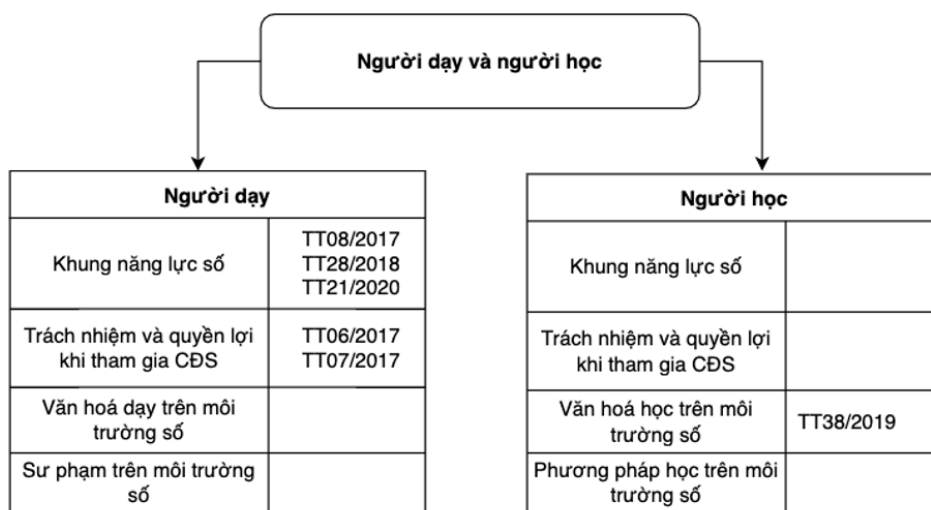 Người dạy và người học
Người dạy
Khung năng lực số
TT08/2017
TT28/2018
TT21/2020
Trách nhiệm và quyền lợi
khi tham gia CĐS
TT06/2017
TT07/2017
Văn hoá dạy trên môi
trường số
Sư phạm trên môi trường
số
Người học
Khung năng lực số
Trách nhiệm và quyền lợi
khi tham gia CĐS
Văn hoá học trên môi
trường số
TT38/2019
Phương pháp học trên môi
trường số